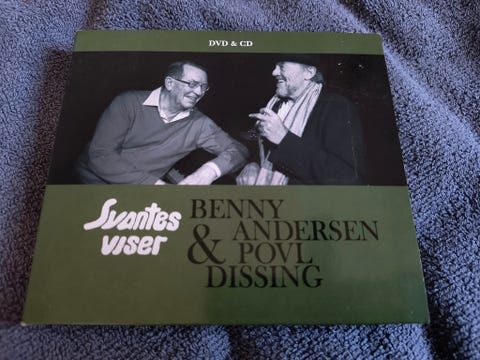 DVD & CD
Svantes
viser
BENNY
ANDERSEN
& POVL
DISSING